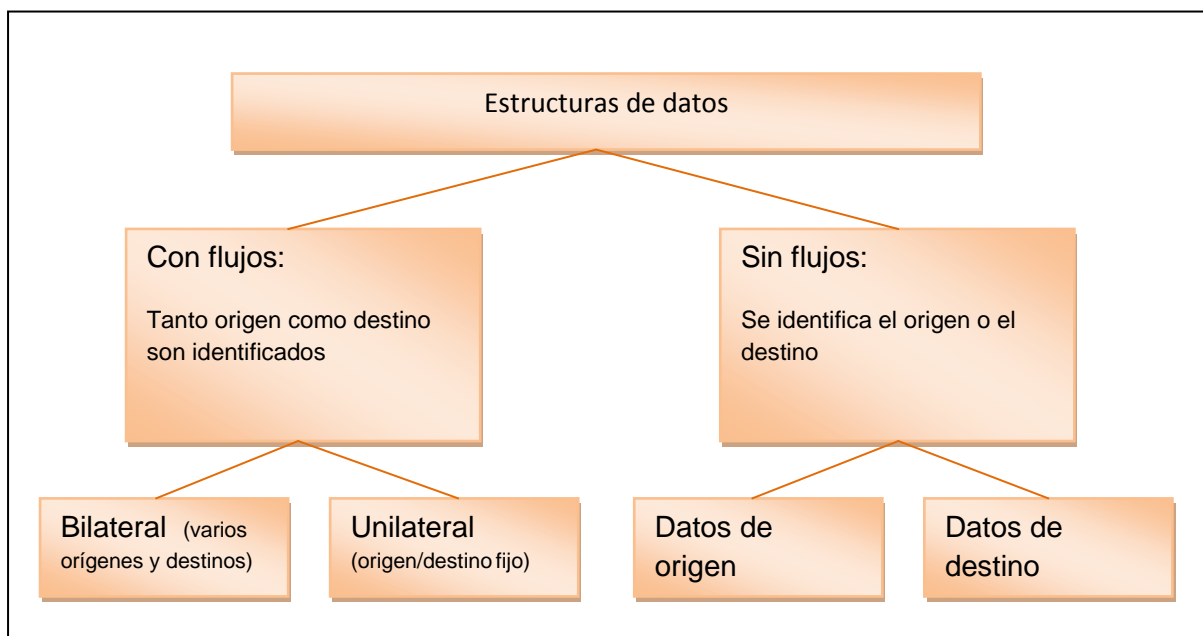 Estructuras de datos
Con flujos:
Tanto origen como destino
son identificados
Sin flujos:
Se identifica el origen o el
destino
Bilateral (varios
orígenes y destinos)
Unilateral
(origen/destino fijo)
Datos de
origen
Datos de
destino